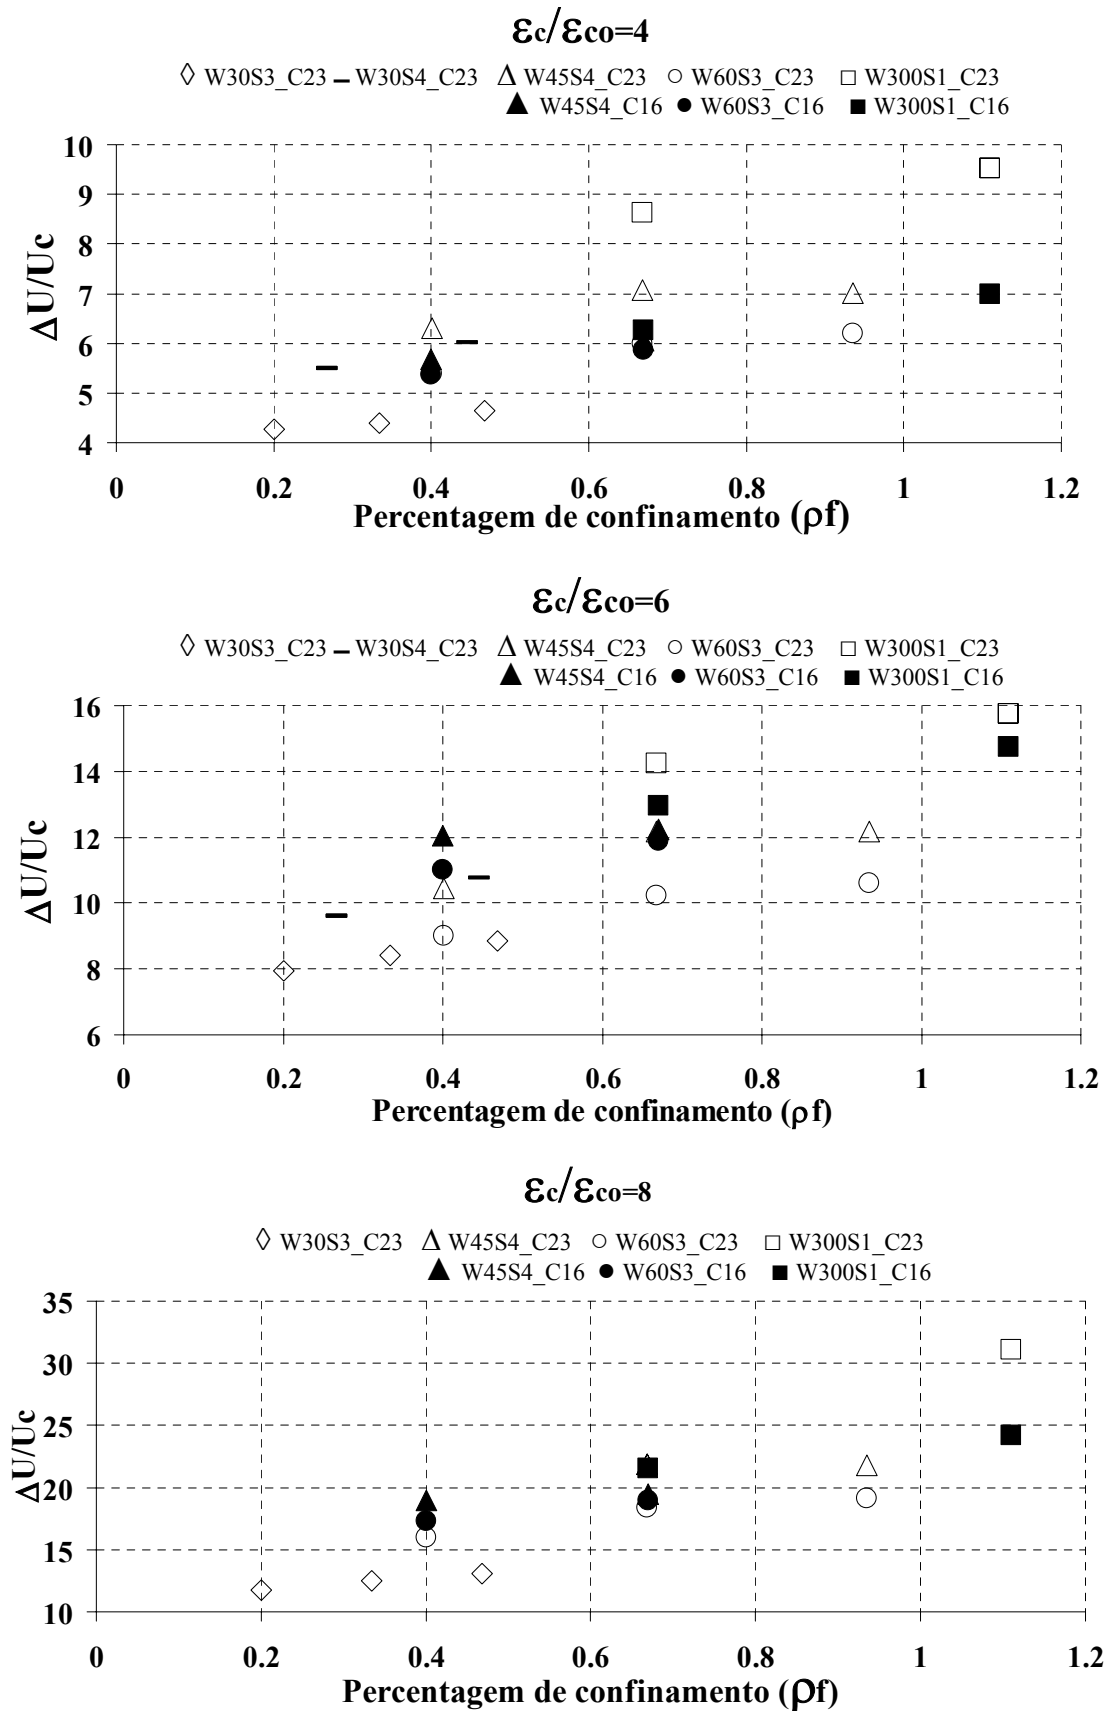 εc/εco=4
W30S3_C23 W30S4_C23 W45S4_C23 W60S3_C23 W300S1_C23
W45S4_C16 W60S3_C16 W300S1_C16
10
9
8
7
6
5
4
ΔU/Uc
0 0.2 0.4 0.6 0.8 1 1.2
Percentagem de confinamento (ρf)
εc/εco=6
W30S3_C23 W30S4_C23 W45S4_C23 W60S3_C23 W300S1_C23
W45S4_C16 W60S3_C16 W300S1_C16
16
14
12
10
8
6
ΔU/Uc
0 0.2 0.4 0.6 0.8 1 1.2
Percentagem de confinamento (ρf)
εc/εco=8
W30S3_C23 W45S4_C23 W60S3_C23 W300S1_C23
W45S4_C16 W60S3_C16 W300S1_C16
35
30
25
20
15
10
ΔU/Uc
0 0.2 0.4 0.6 0.8 1 1.2
Percentagem de confinamento (ρf)